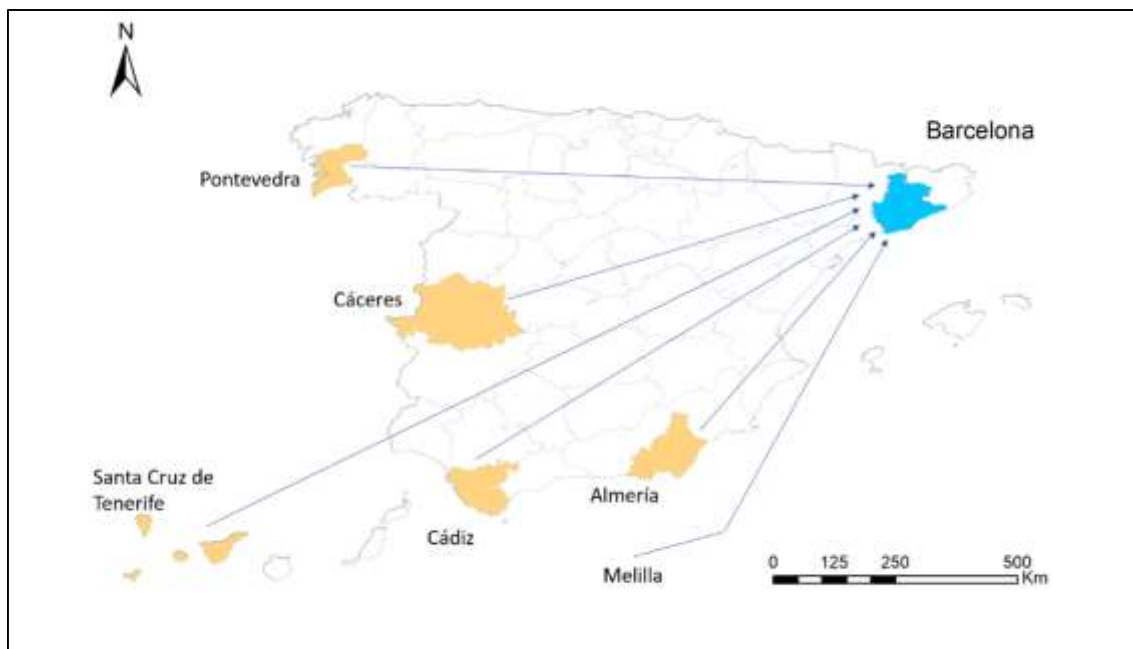 N
Barcelona
Pontevedra
Cáceres
Santa Cruz de
Tenerife
Almería
Cádiz
Melilla
0 125 250 500
Km